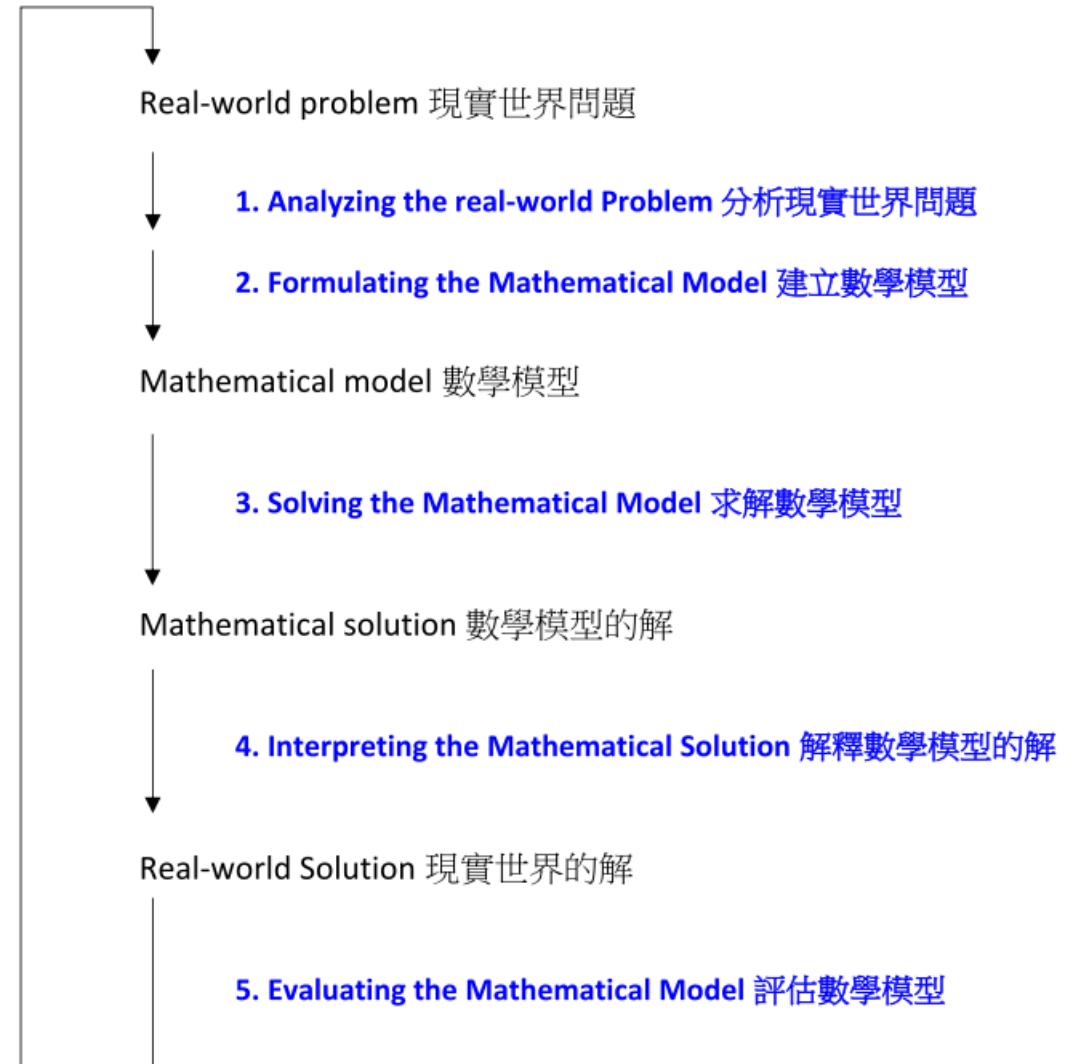 Real-world problem 現實世界問題
1. Analyzing the real-world Problem 分析現實世界問題
2. Formulating the Mathematical Model 建立數學模型
Mathematical model 數學模型
3. Solving the Mathematical Model 求解數學模型
Mathematical solution 數學模型的解
4. Interpreting the Mathematical Solution 解釋數學模型的解
Real-world Solution 現實世界的解
5. Evaluating the Mathematical Model 評估數學模型